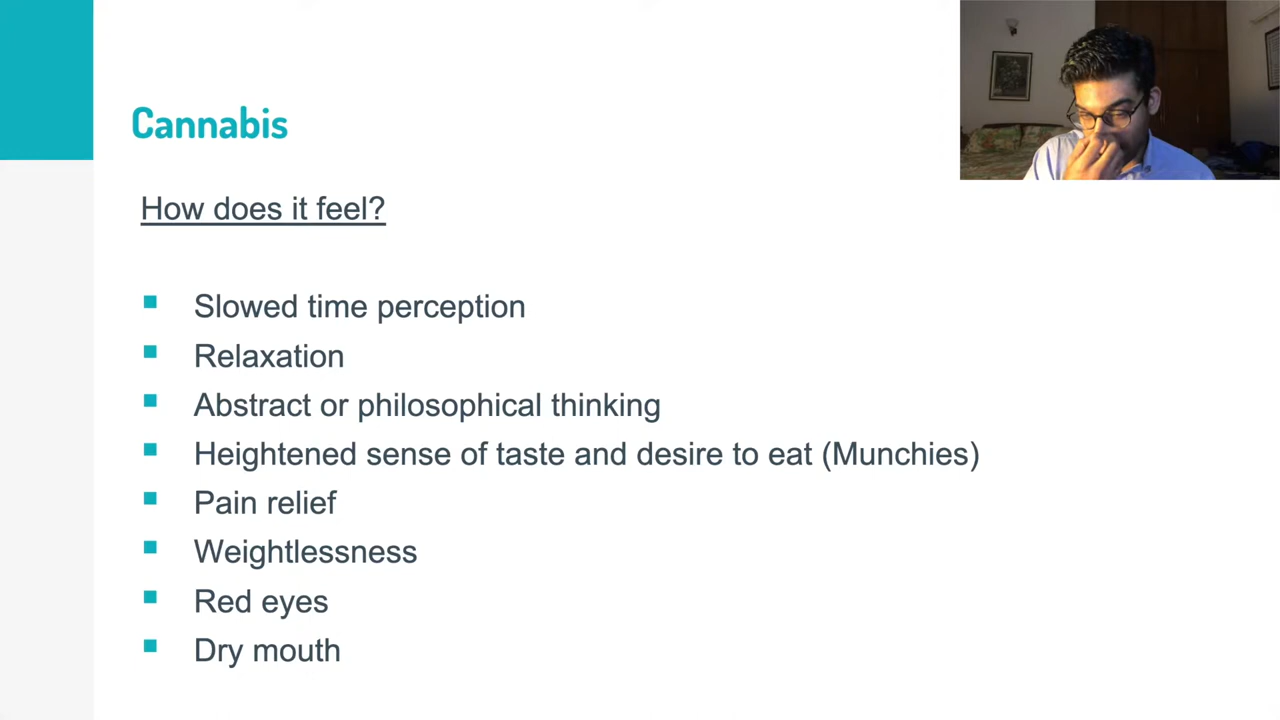 Cannabis
How does it feel?
Slowed time perception
Relaxation
Abstract or philosophical thinking
Heightened sense of taste and desire to eat (Munchies)
Pain relief
Weightlessness
Red eyes
Dry mouth